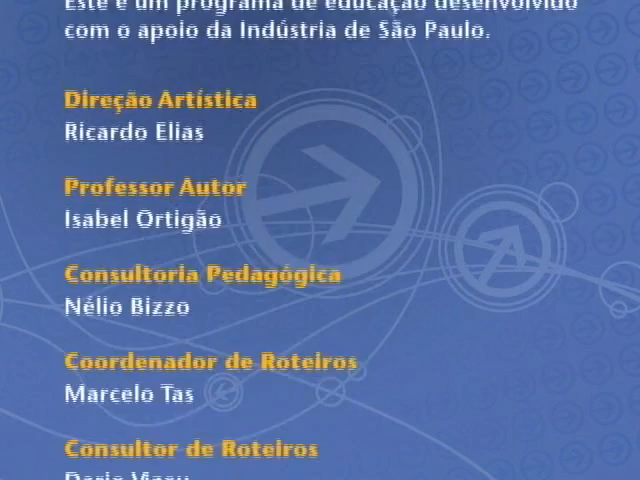 Este é um programa de educação desenvolvido
com o apoio da Indústria de São Paulo.
Direção Artística
Ricardo Elias
Professor Autor
Isabel Ortigão
Consultoria Pedagógica
Nélio Bizzo
Coordenador de Roteiros
Marcelo Tas
Consultor de Roteiros